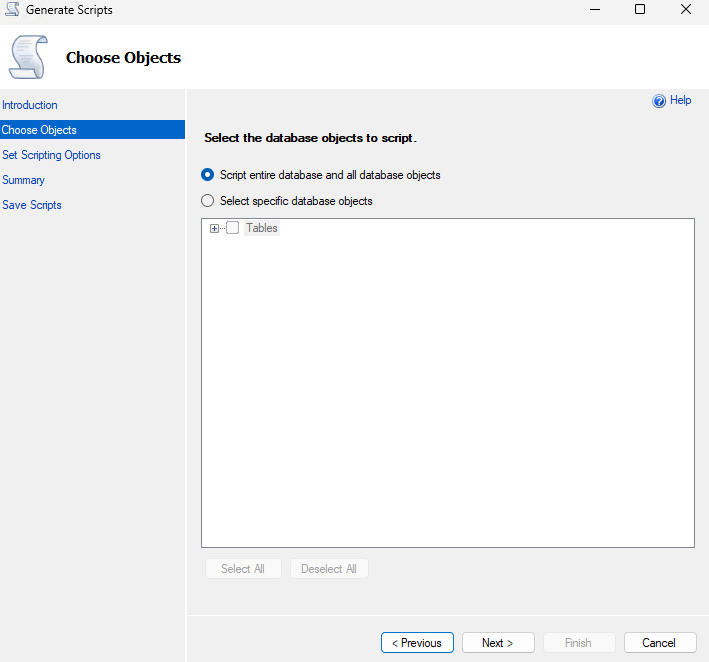 Generate Scripts
Choose Objects
Introduction
Choose Objects
Set Scripting Options
Summary
Save Scripts
Help
Select the database objects to script.
Script entire database and all database objects
Select specific database objects
Tables
Select All
Deselect All
< Previous
Next >
Finish
Cancel